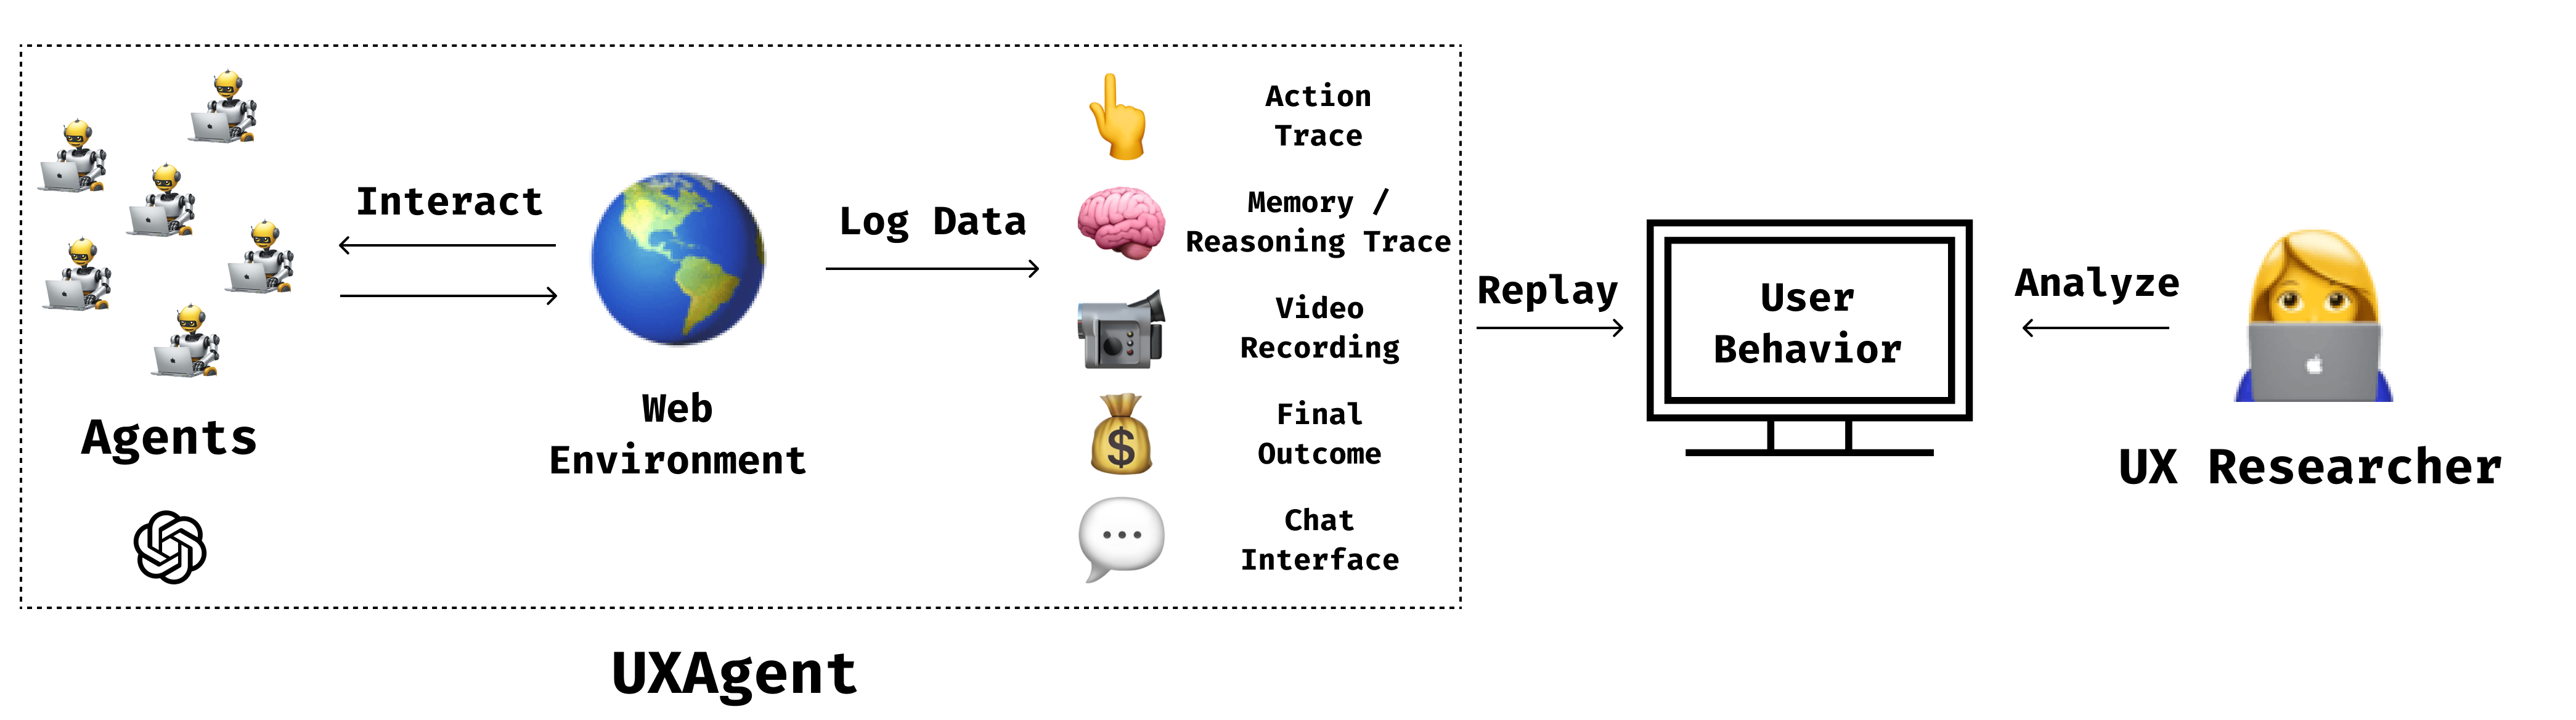 Agents
Interact
Web
Environment
Log Data
Action
Trace
Memory /
Reasoning Trace
Video
Recording
Final
Outcome
Chat
Interface
UXAgent
Replay
User
Behavior
Analyze
UX Researcher